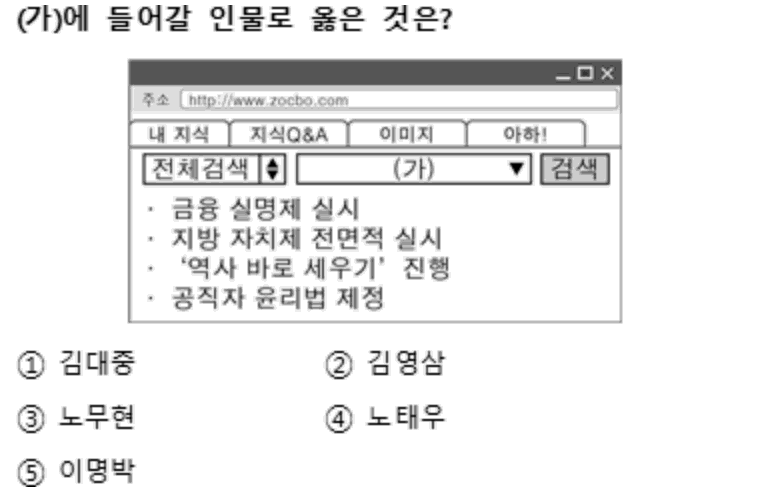 (가)에 들어갈 인물로 옳은 것은?
주소 http://www.zocbo.com
내 지식 지식Q&A 이미지 아하!
전체검색 (가) 검색
· 금융 실명제 실시
· 지방 자치제 전면적 실시
· ‘역사 바로 세우기’ 진행
· 공직자 윤리법 제정
① 김대중 ② 김영삼
③ 노무현 ④ 노태우
⑤ 이명박